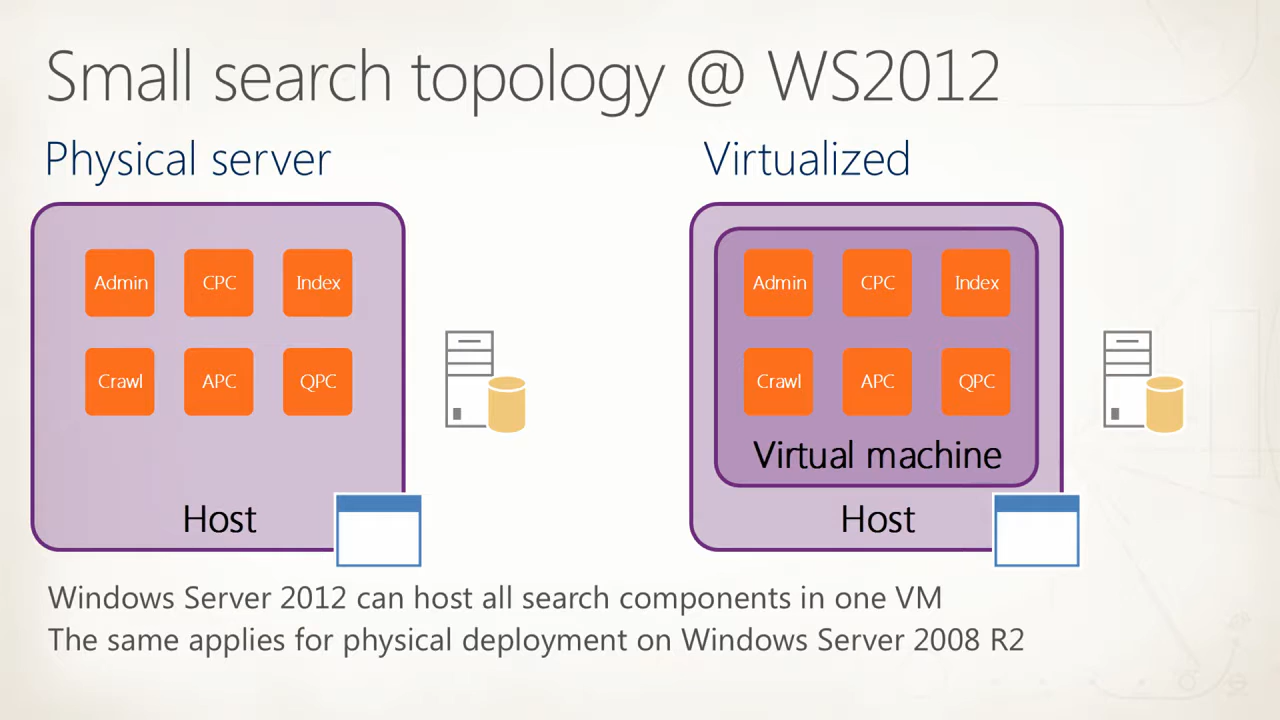 Small search topology @ WS2012
Physical server
Virtualized
Admin CPC Index
Crawl APC QPC
Host
Admin CPC Index
Crawl APC QPC
Virtual machine
Host
Windows Server 2012 can host all search components in one VM
The same applies for physical deployment on Windows Server 2008 R2